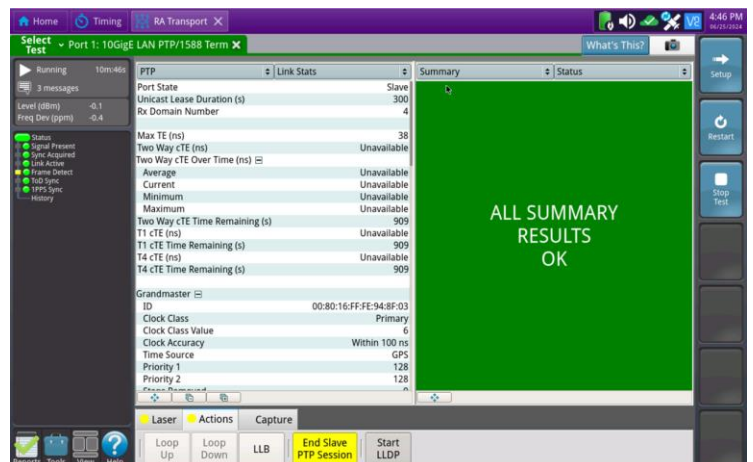 Home Timing RA Transport X 4:46 PM
06/25/2024
Select Test Port 1: 10GigE LAN PTP/1588 Term X What's This?
Running 10m:46s
3 messages
Level (dBm) -0.1
Freq Dev (ppm) -0.4
Status
Signal Present
Sync Acquired
Link Active
Frame Detect
ToD Sync
1PPS Sync
History
PTP Link Stats
Port State Slave
Unicast Lease Duration (s) 300
Rx Domain Number 4
Max TE (ns) 38
Two Way cTE (ns) Unavailable
Two Way cTE Over Time (ns)
Average Unavailable
Current Unavailable
Minimum Unavailable
Maximum Unavailable
Two Way cTE Time Remaining (s) 909
T1 cTE (ns) Unavailable
T1 cTE Time Remaining (s) 909
T4 cTE (ns) Unavailable
T4 cTE Time Remaining (s) 909
Grandmaster
ID 00:80:16:FF:FE:94:8F:03
Clock Class Primary
Clock Class Value 6
Clock Accuracy Within 100 ns
Time Source GPS
Priority 1 128
Priority 2 128
Steps Removed 0
Summary Status
ALL SUMMARY
RESULTS
OK
Setup
Restart
Stop
Test
Laser Actions Capture
Loop Up
Loop Down
LLB
End Slave PTP Session
Start LLDP
Reports Tools View Help